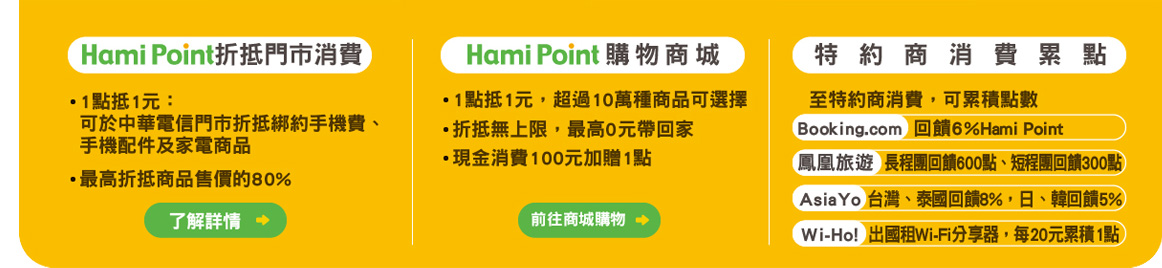 Hami Point折抵門市消費
•1點抵1元：
可於中華電信門市折抵綁約手機費、
手機配件及家電商品
•最高折抵商品售價的80%
了解詳情
Hami Point 購物商城
•1點抵1元，超過10萬種商品可選擇
•折抵無上限，最高0元帶回家
•現金消費100元加贈1點
前往商城購物
特約商消費累點
至特約商消費，可累積點數
Booking.com 回饋6%Hami Point
鳳凰旅遊 長程團回饋600點、短程團回饋300點
AsiaYo 台灣、泰國回饋8%，日、韓回饋5%
Wi-Ho! 出國租Wi-Fi分享器，每20元累積1點